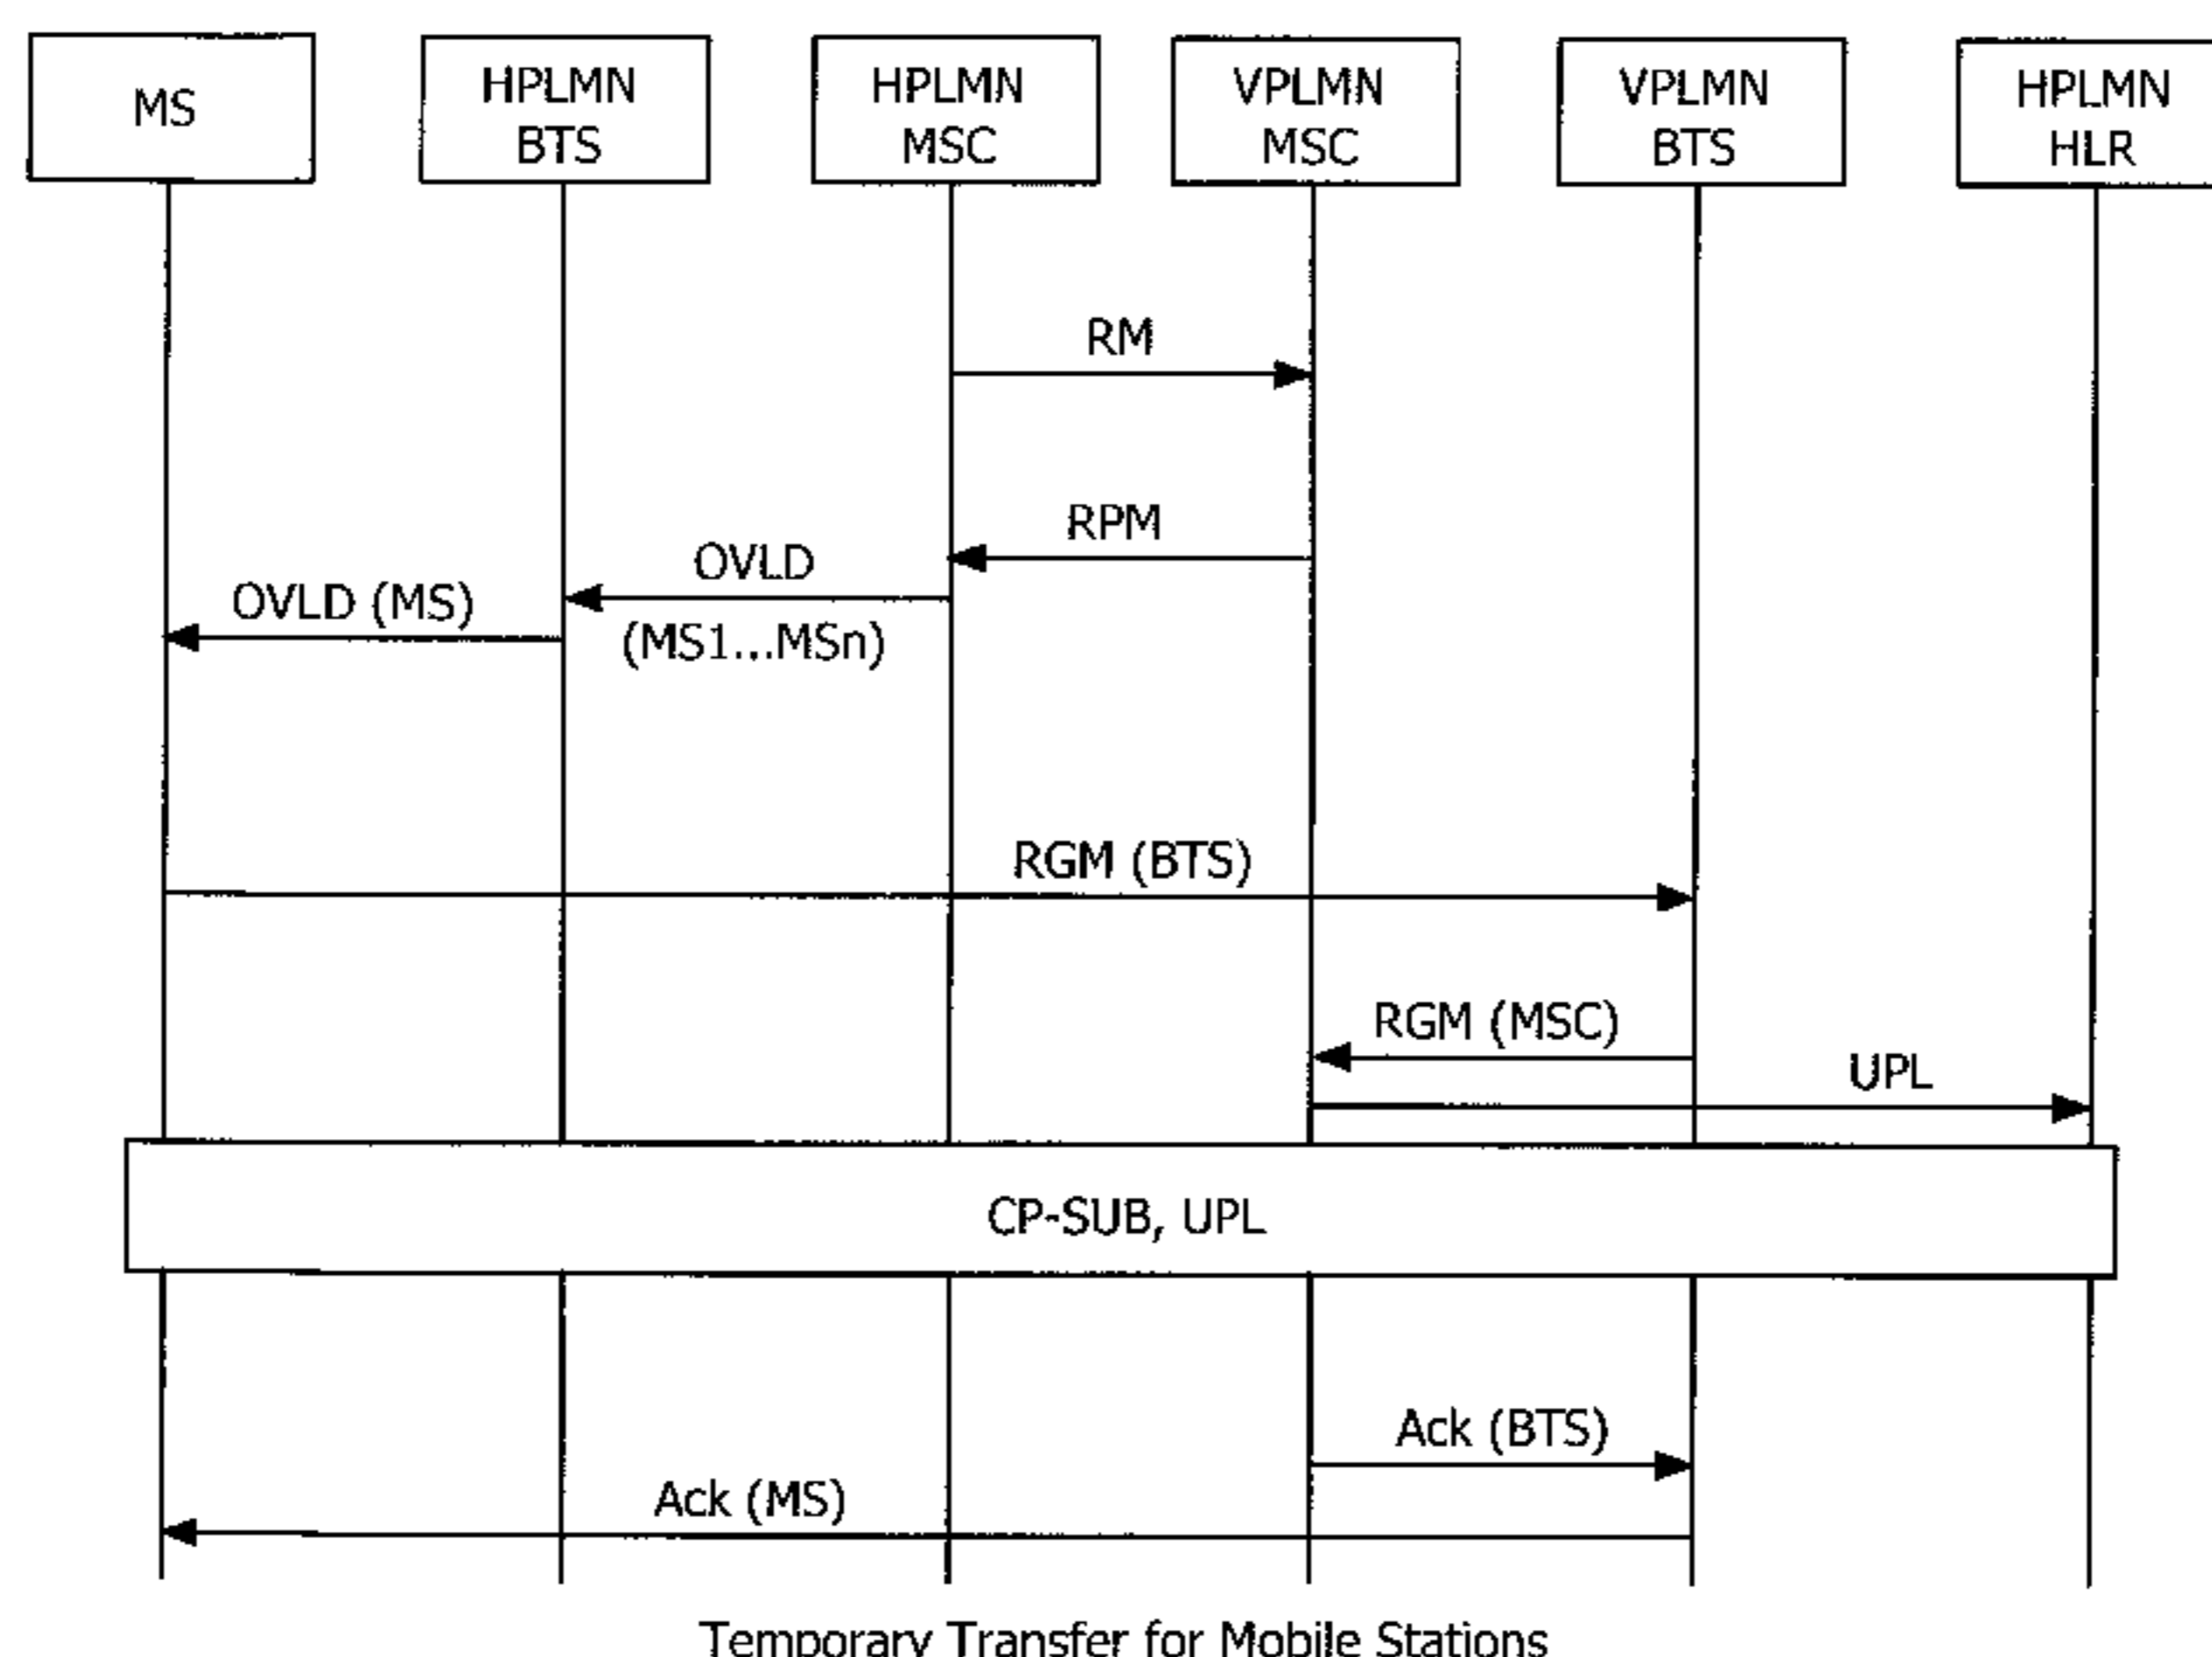 MS
HPLMN
BTS
HPLMN
MSC
VPLMN
MSC
VPLMN
BTS
HPLMN
HLR
RM
RPM
OVLD
(MS1...MSn)
OVLD (MS)
RGM (BTS)
RGM (MSC)
UPL
CP-SUB, UPL
Ack (BTS)
Ack (MS)
Temporary Transfer for Mobile Stations